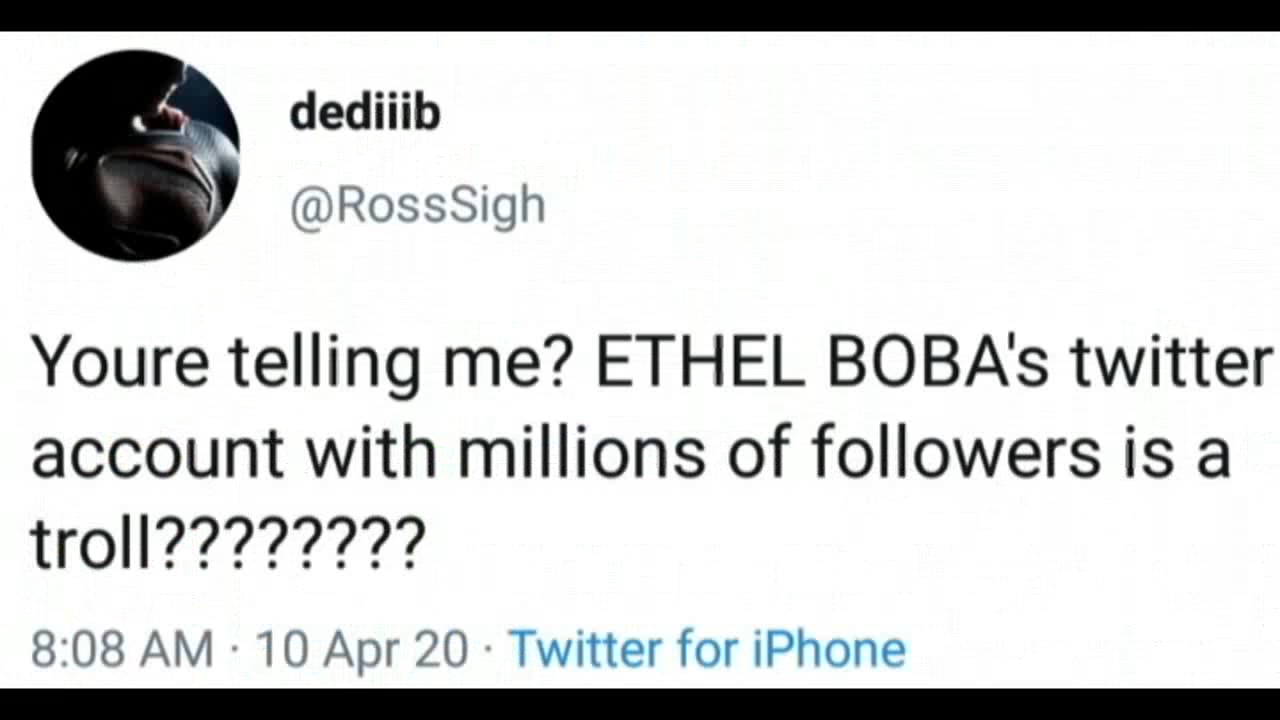 dediiib
@RossSigh
Youre telling me? ETHEL BOBA's twitter
account with millions of followers is a
troll????????
8:08 AM · 10 Apr 20 · Twitter for iPhone